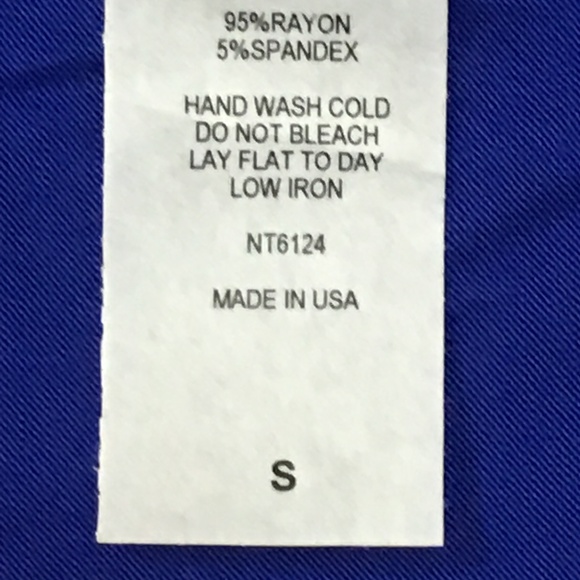 95%RAYON
5%SPANDEX
HAND WASH COLD
DO NOT BLEACH
LAY FLAT TO DAY
LOW IRON
NT6124
MADE IN USA
S